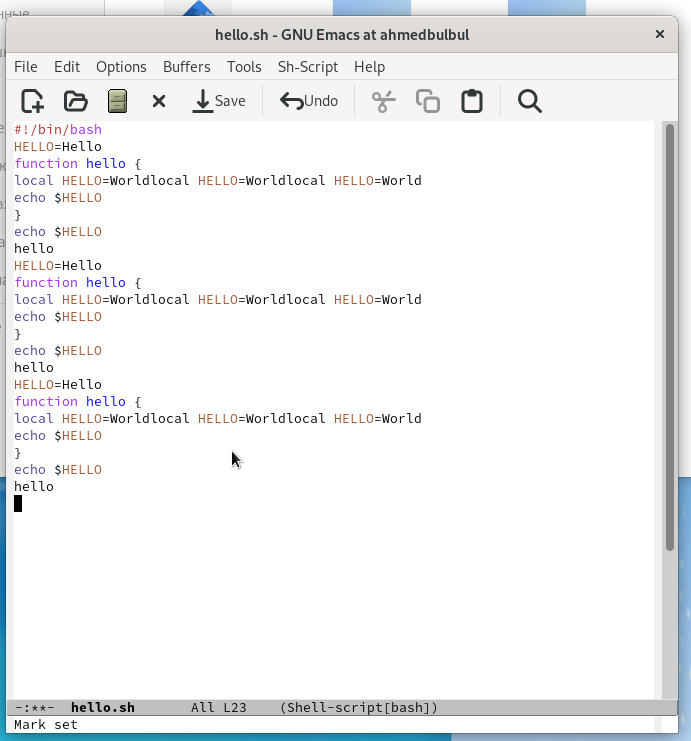 нные
hello.sh - GNU Emacs at ahmedbulbul
File Edit Options Buffers Tools Sh-Script Help
Save Undo
#!/bin/bash
HELLO=Hello
function hello {
local HELLO=Worldlocal HELLO=Worldlocal HELLO=World
echo $HELLO
}
echo $HELLO
hello
HELLO=Hello
function hello {
local HELLO=Worldlocal HELLO=Worldlocal HELLO=World
echo $HELLO
}
echo $HELLO
hello
HELLO=Hello
function hello {
local HELLO=Worldlocal HELLO=Worldlocal HELLO=World
echo $HELLO
}
echo $HELLO
hello
-:**- hello.sh All L23 (Shell-script[bash])
Mark set